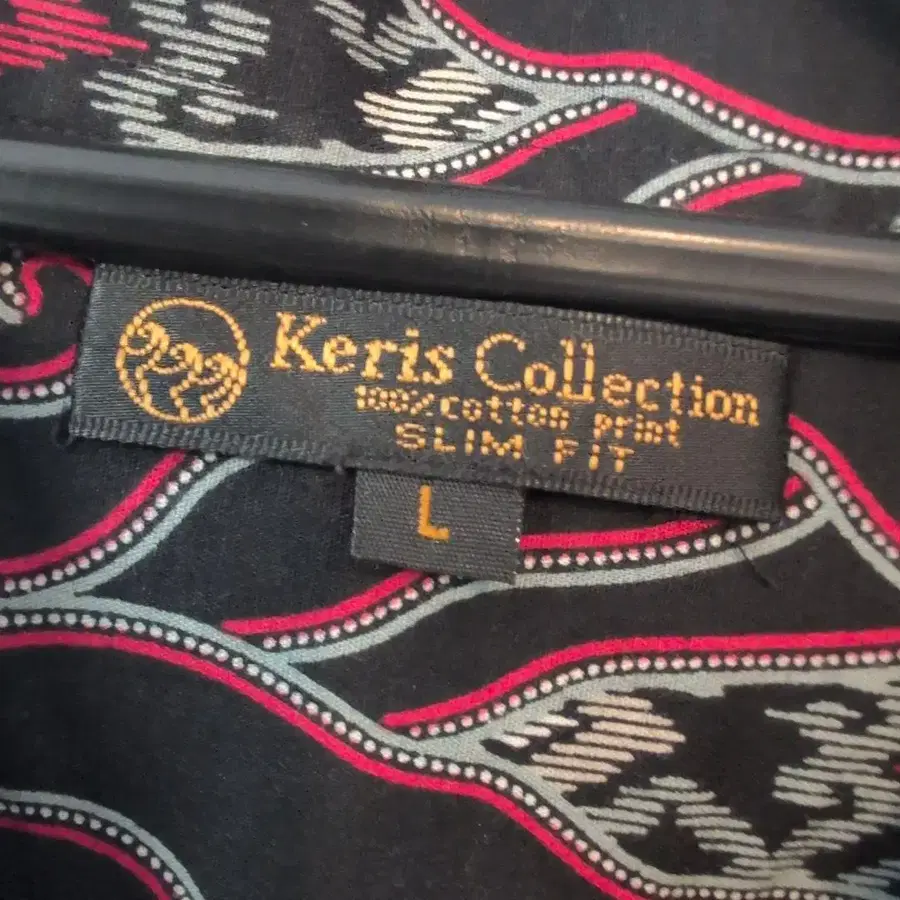 Keris Collection
100% cotton print
SLIM FIT
L